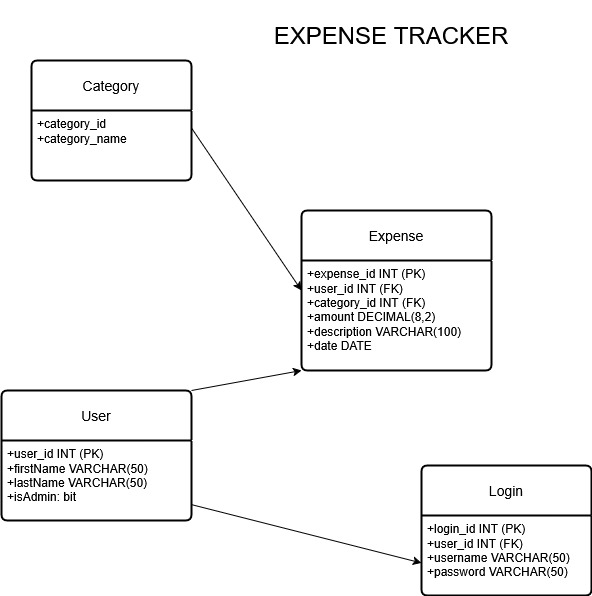 EXPENSE TRACKER
Category
+category_id
+category_name
Expense
+expense_id INT (PK)
+user_id INT (FK)
+category_id INT (FK)
+amount DECIMAL(8,2)
+description VARCHAR(100)
+date DATE
User
+user_id INT (PK)
+firstName VARCHAR(50)
+lastName VARCHAR(50)
+isAdmin: bit
Login
+login_id INT (PK)
+user_id INT (FK)
+username VARCHAR(50)
+password VARCHAR(50)